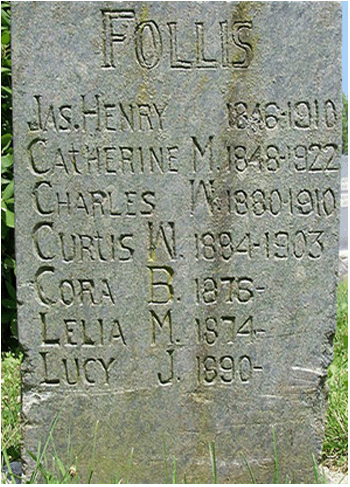 FOLLIS
JAS. HENRY 1846-1910
CATHERINE M. 1848-1922
CHARLES W. 1880-1910
CURTIS W. 1884-1903
CORA B. 1876-
LELIA M. 1874-
LUCY J. 1890-